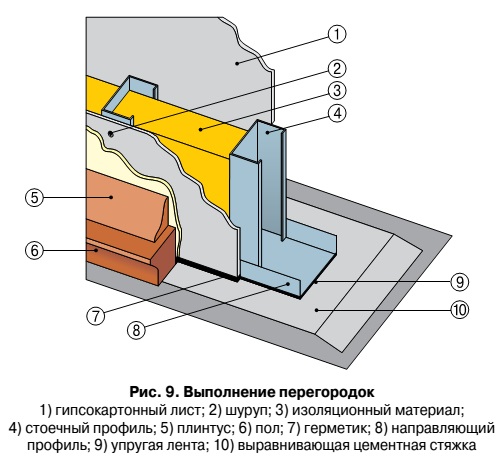 1
2
3
4
5
6
7
8
9
10
Рис. 9. Выполнение перегородок
1) гипсокартонный лист; 2) шуруп; 3) изоляционный материал;
4) стоечный профиль; 5) плинтус; 6) пол; 7) герметик; 8) направляющий
профиль; 9) упругая лента; 10) выравнивающая цементная стяжка